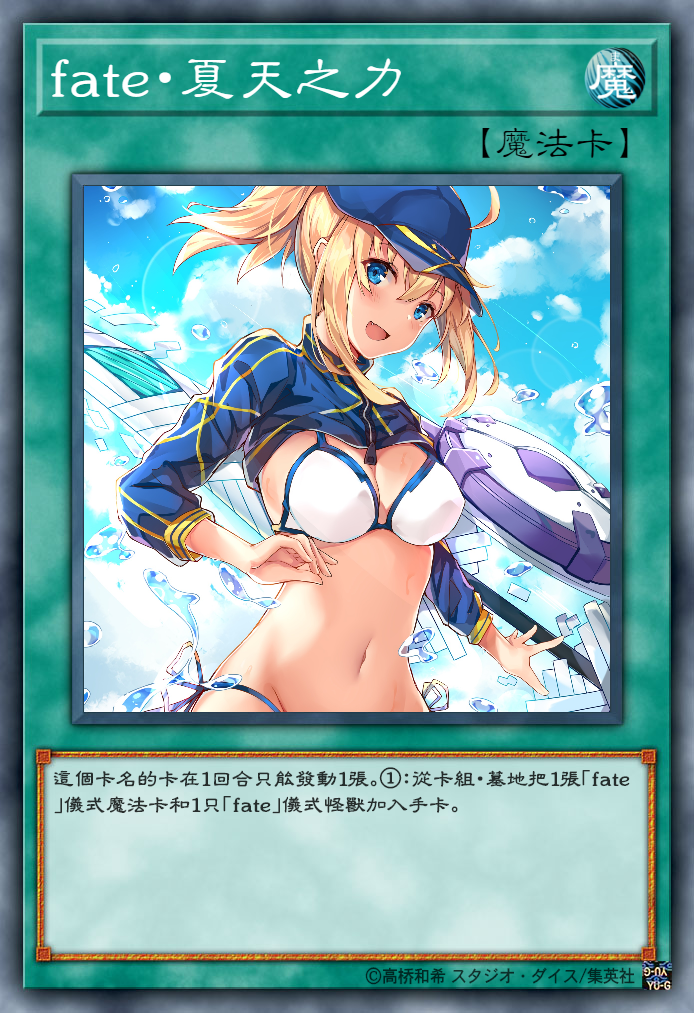 fate·夏天之力
魔
【魔法卡】
這個卡名的卡在1回合只能發動1張。①:從卡組·墓地把1張「fate
」儀式魔法卡和1只「fate」儀式怪獸加入手卡。
©高桥和希 スタジオ・ダイス/集英社